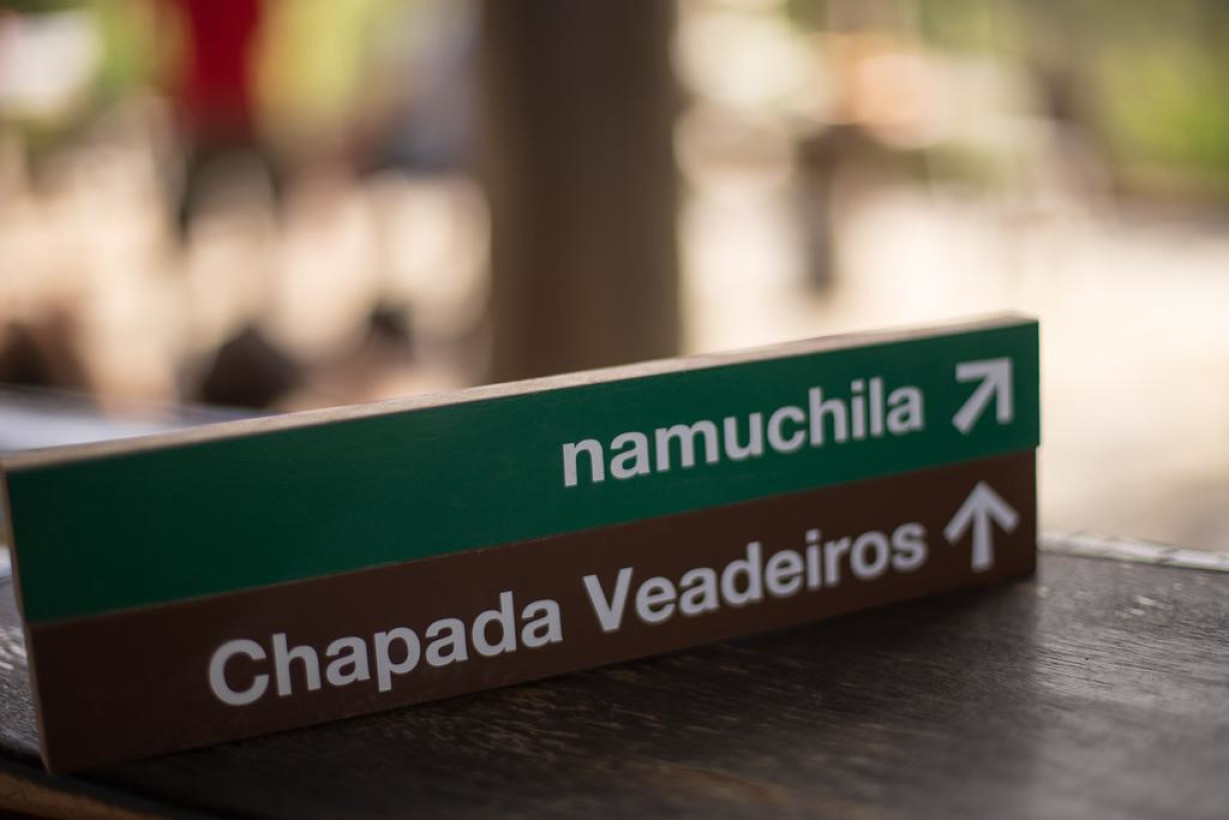 namuchila ↗
Chapada Veadeiros ↑